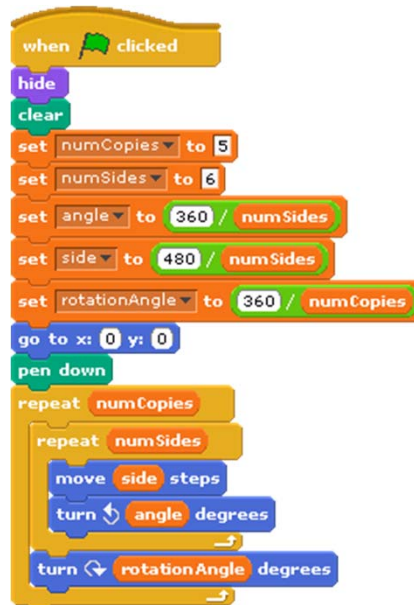 when clicked
hide
clear
set numCopies to 5
set numSides to 6
set angle to 360 / numSides
set side to 480 / numSides
set rotationAngle to 360 / numCopies
go to x: 0 y: 0
pen down
repeat numCopies
repeat numSides
move side steps
turn angle degrees
turn rotationAngle degrees